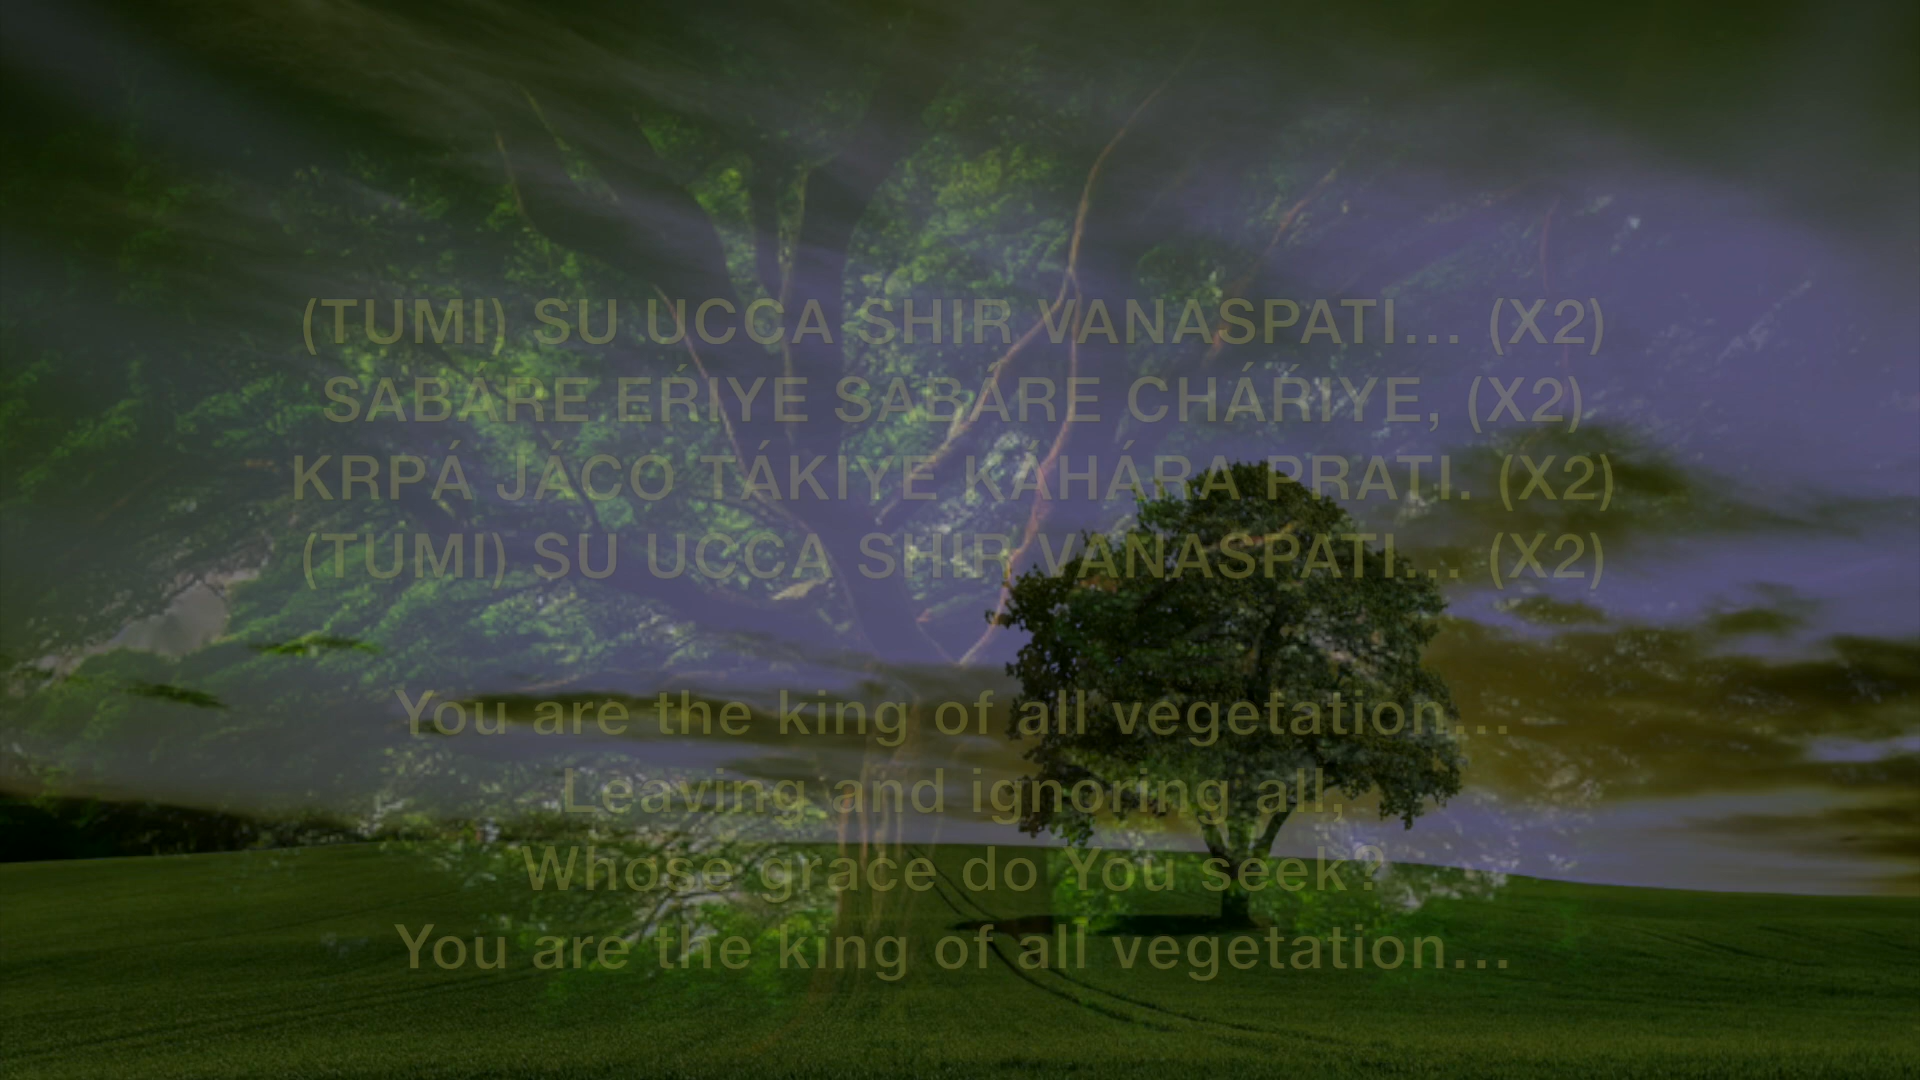 (TUMI) SU UCCA SHIR VANASPATI... (X2)
SABÁRE EŔIYE SABÁRE CHÁŔIYE, (X2)
KRPÁ JÁCO TÁKIYE KAHÁRA PRATI. (X2)
(TUMI) SU UCCA SHIR VANASPATI... (X2)
You are the king of all vegetation...
Leaving and ignoring all,
Whose grace do You seek?
You are the king of all vegetation...